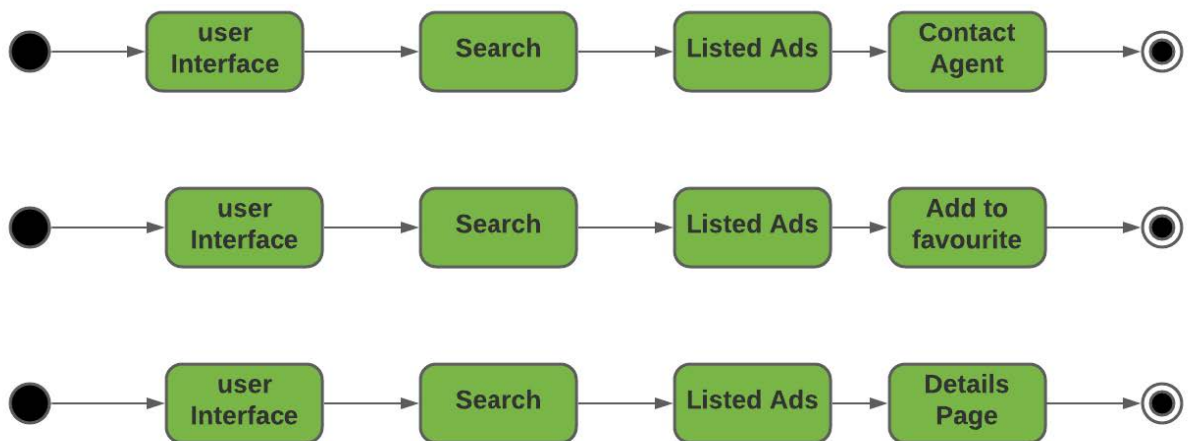 user
Interface
Search
Listed Ads
Contact
Agent
user
Interface
Search
Listed Ads
Add to
favourite
user
Interface
Search
Listed Ads
Details
Page